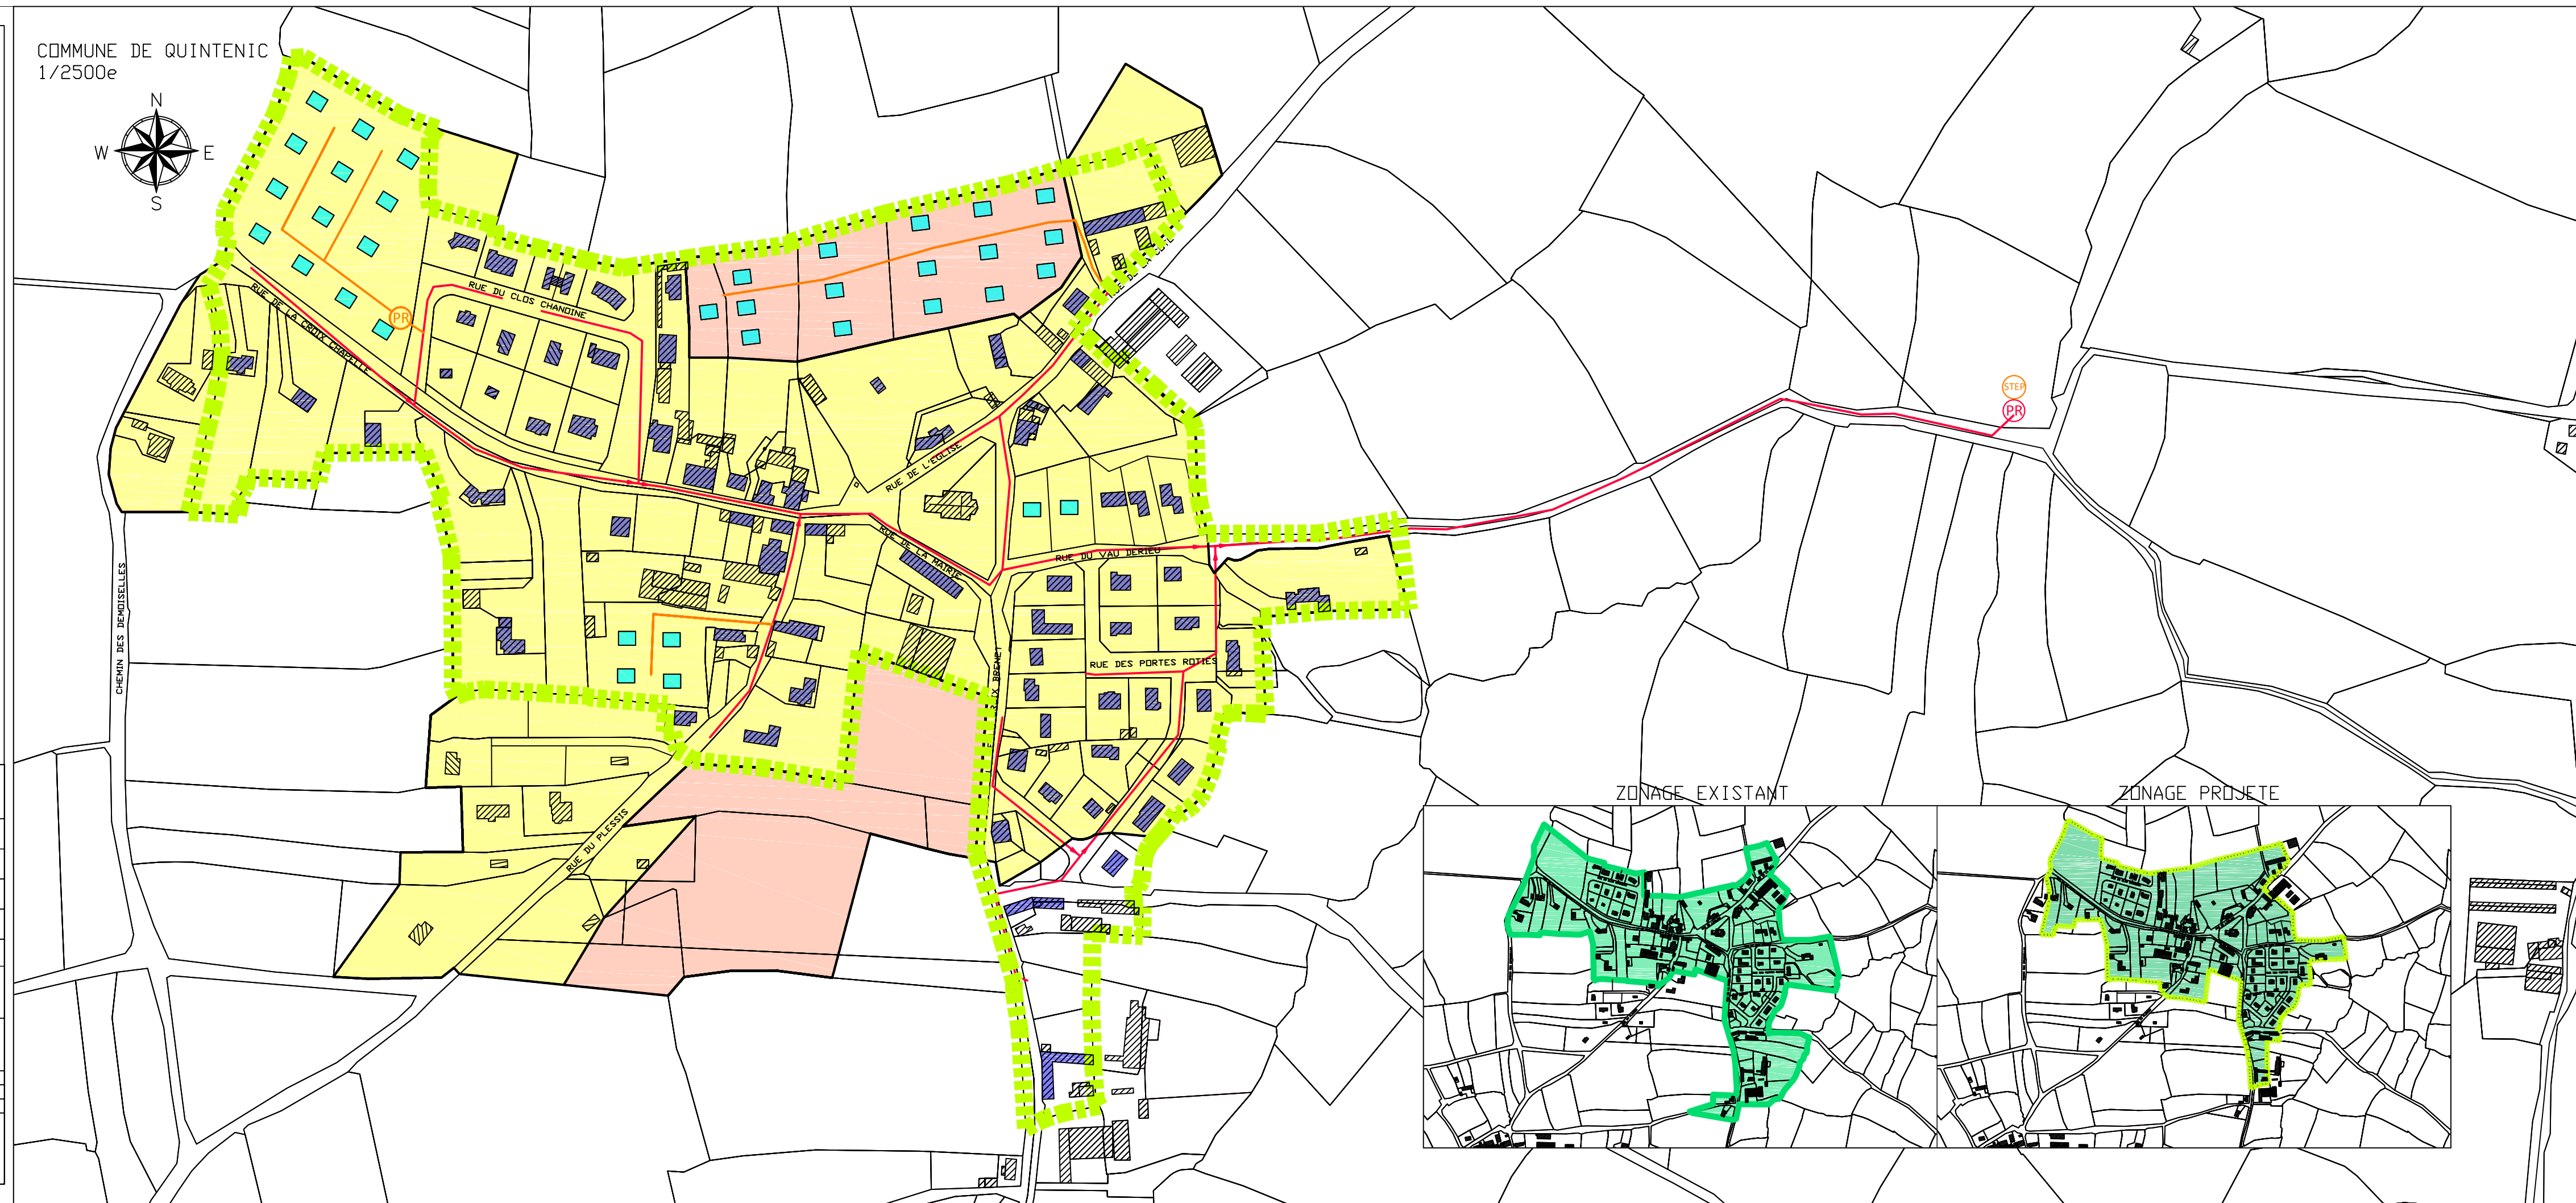 COMMUNE DE QUINTENIC
1/2500e
N
W E
S
RUE DU CLOS CHANOINE
RUE DE LA CROIX CHAPELLE
PR
RUE DE L'EGLISE
RUE DE LA MAIRIE
RUE DU VAU DERIEU
RUE DES PORTES ROTIES
CHEMIN DES DEMOISELLES
RUE DU PLESSIS
STEP
PR
ZONAGE EXISTANT
ZONAGE PROJETE